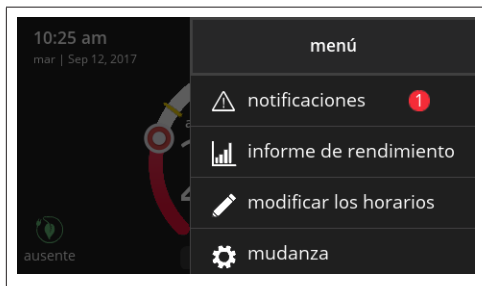 10:25 am
mar | Sep 12, 2017
ausente
menú
notificaciones 1
informe de rendimiento
modificar los horarios
mudanza